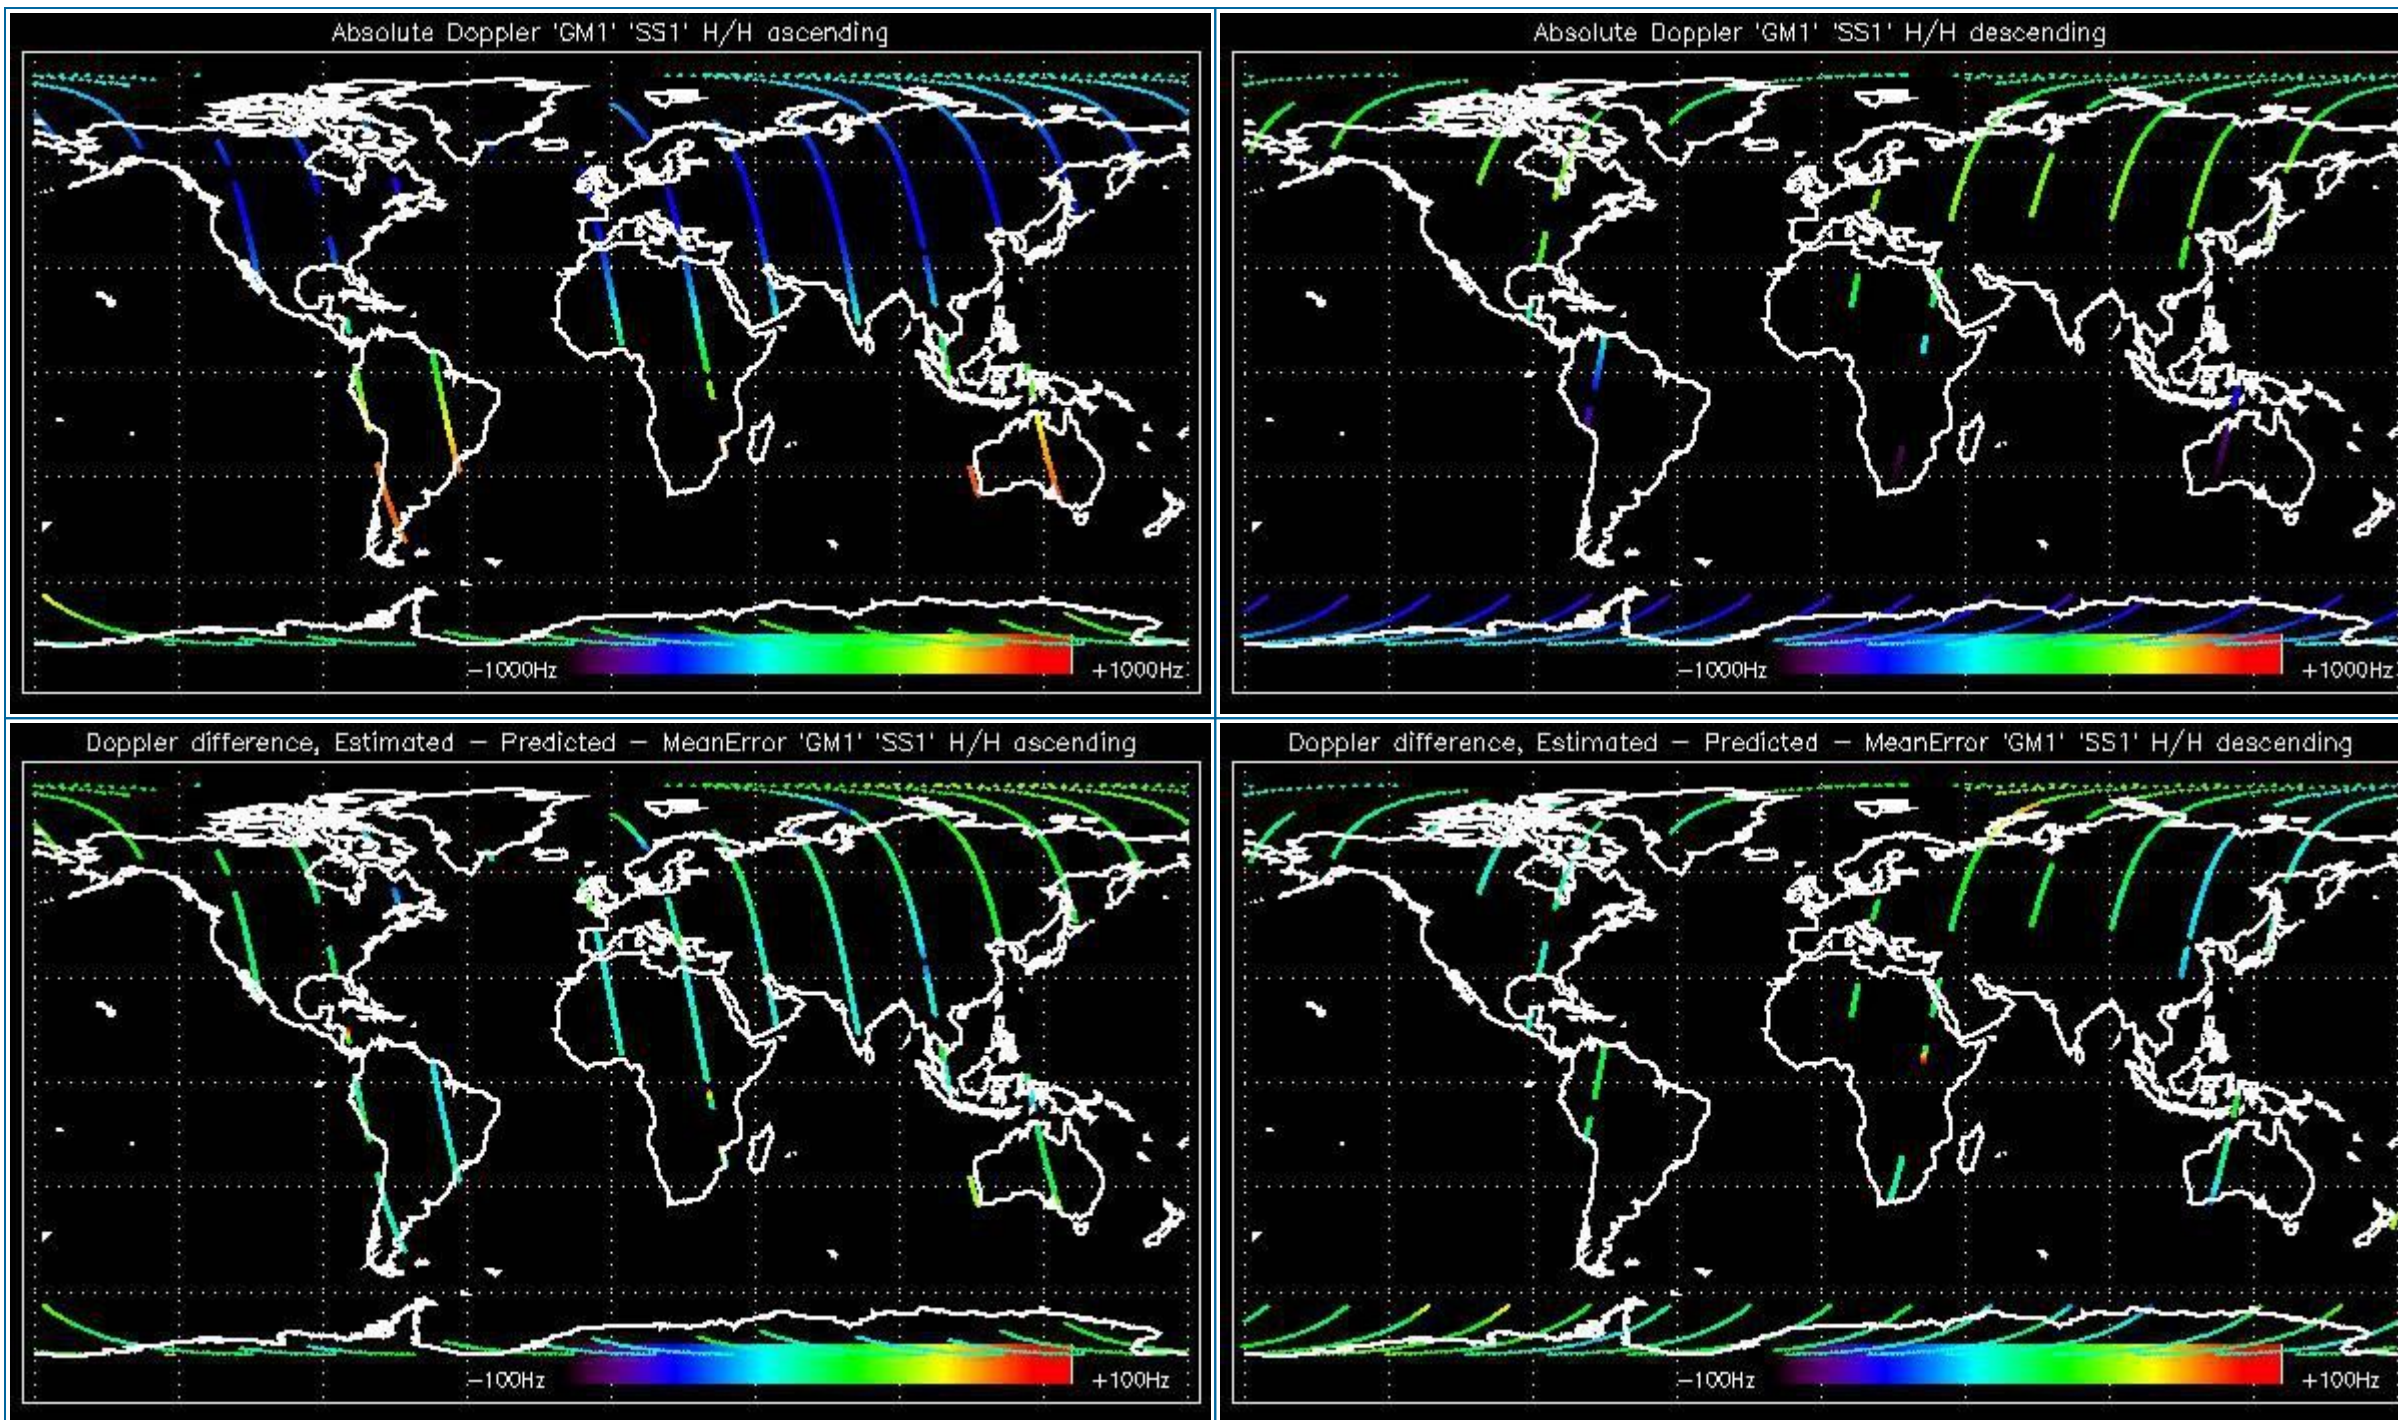 Absolute Doppler 'GM1' 'SS1' H/H ascending
-1000Hz
+1000Hz
Absolute Doppler 'GM1' 'SS1' H/H descending
-1000Hz
+1000Hz
Doppler difference, Estimated - Predicted - MeanError 'GM1' 'SS1' H/H ascending
-100Hz
+100Hz
Doppler difference, Estimated - Predicted - MeanError 'GM1' 'SS1' H/H descending
-100Hz
+100Hz